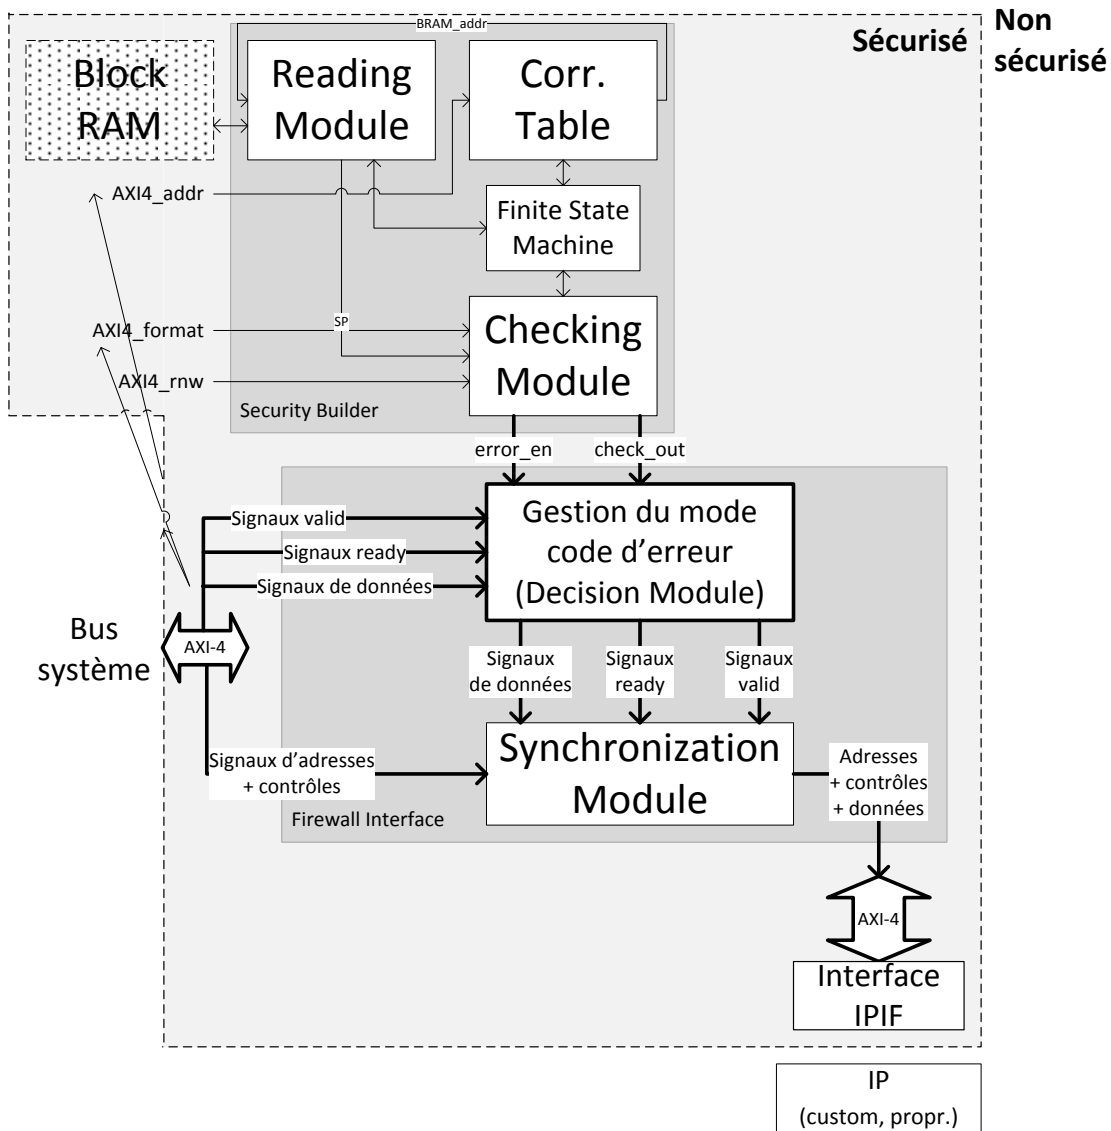 Non
sécurisé
Sécurisé
BRAM_addr
Block
RAM
Reading
Module
Corr.
Table
AXI4_addr
Finite State
Machine
AXI4_format
SP
Checking
Module
AXI4_rnw
Security Builder
error_en
check_out
Signaux valid
Signaux ready
Signaux de données
Gestion du mode
code d’erreur
(Decision Module)
Bus
système
AXI-4
Signaux
de données
Signaux
ready
Signaux
valid
Signaux d’adresses
+ contrôles
Synchronization
Module
Adresses
+ contrôles
+ données
Firewall Interface
AXI-4
Interface
IPIF
IP
(custom, propr.)